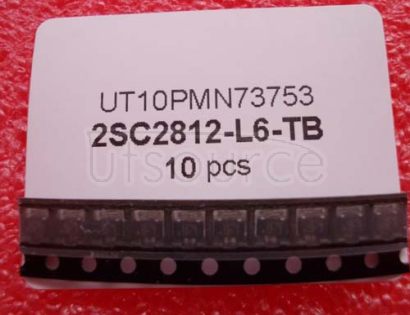 UT10PMN73753
2SC2812-L6-TB
Utsource
10 pcs